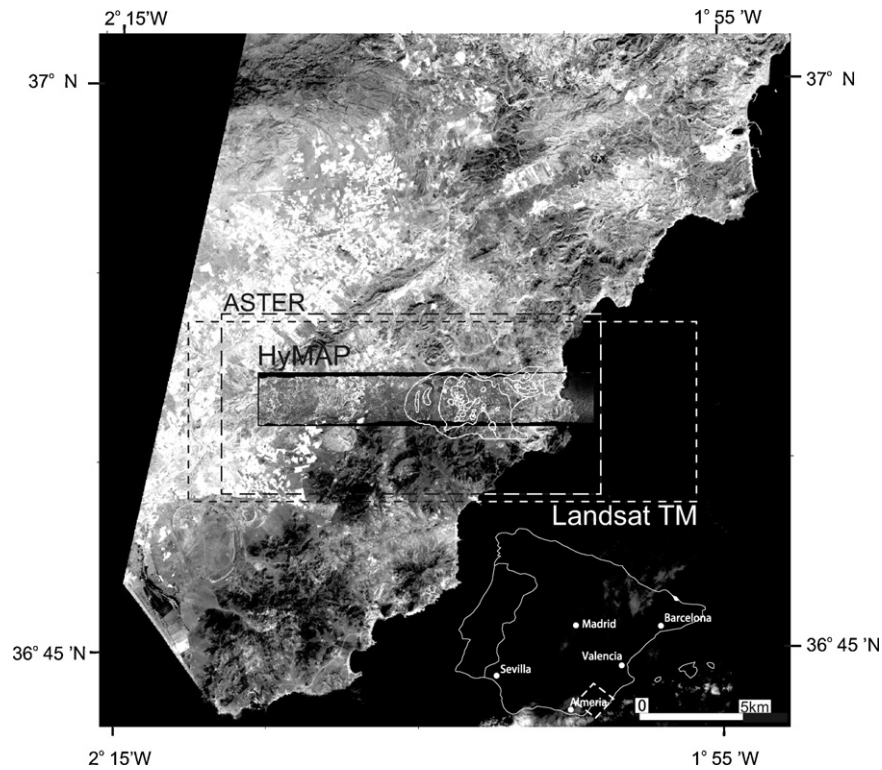 2° 15'W
1° 55 'W
37° N
37° N
ASTER
HyMAP
Landsat TM
Madrid
Barcelona
Valencia
Sevilla
Almeria
36° 45 'N
36° 45 'N
0
5km
2° 15 'W
1° 55 'W